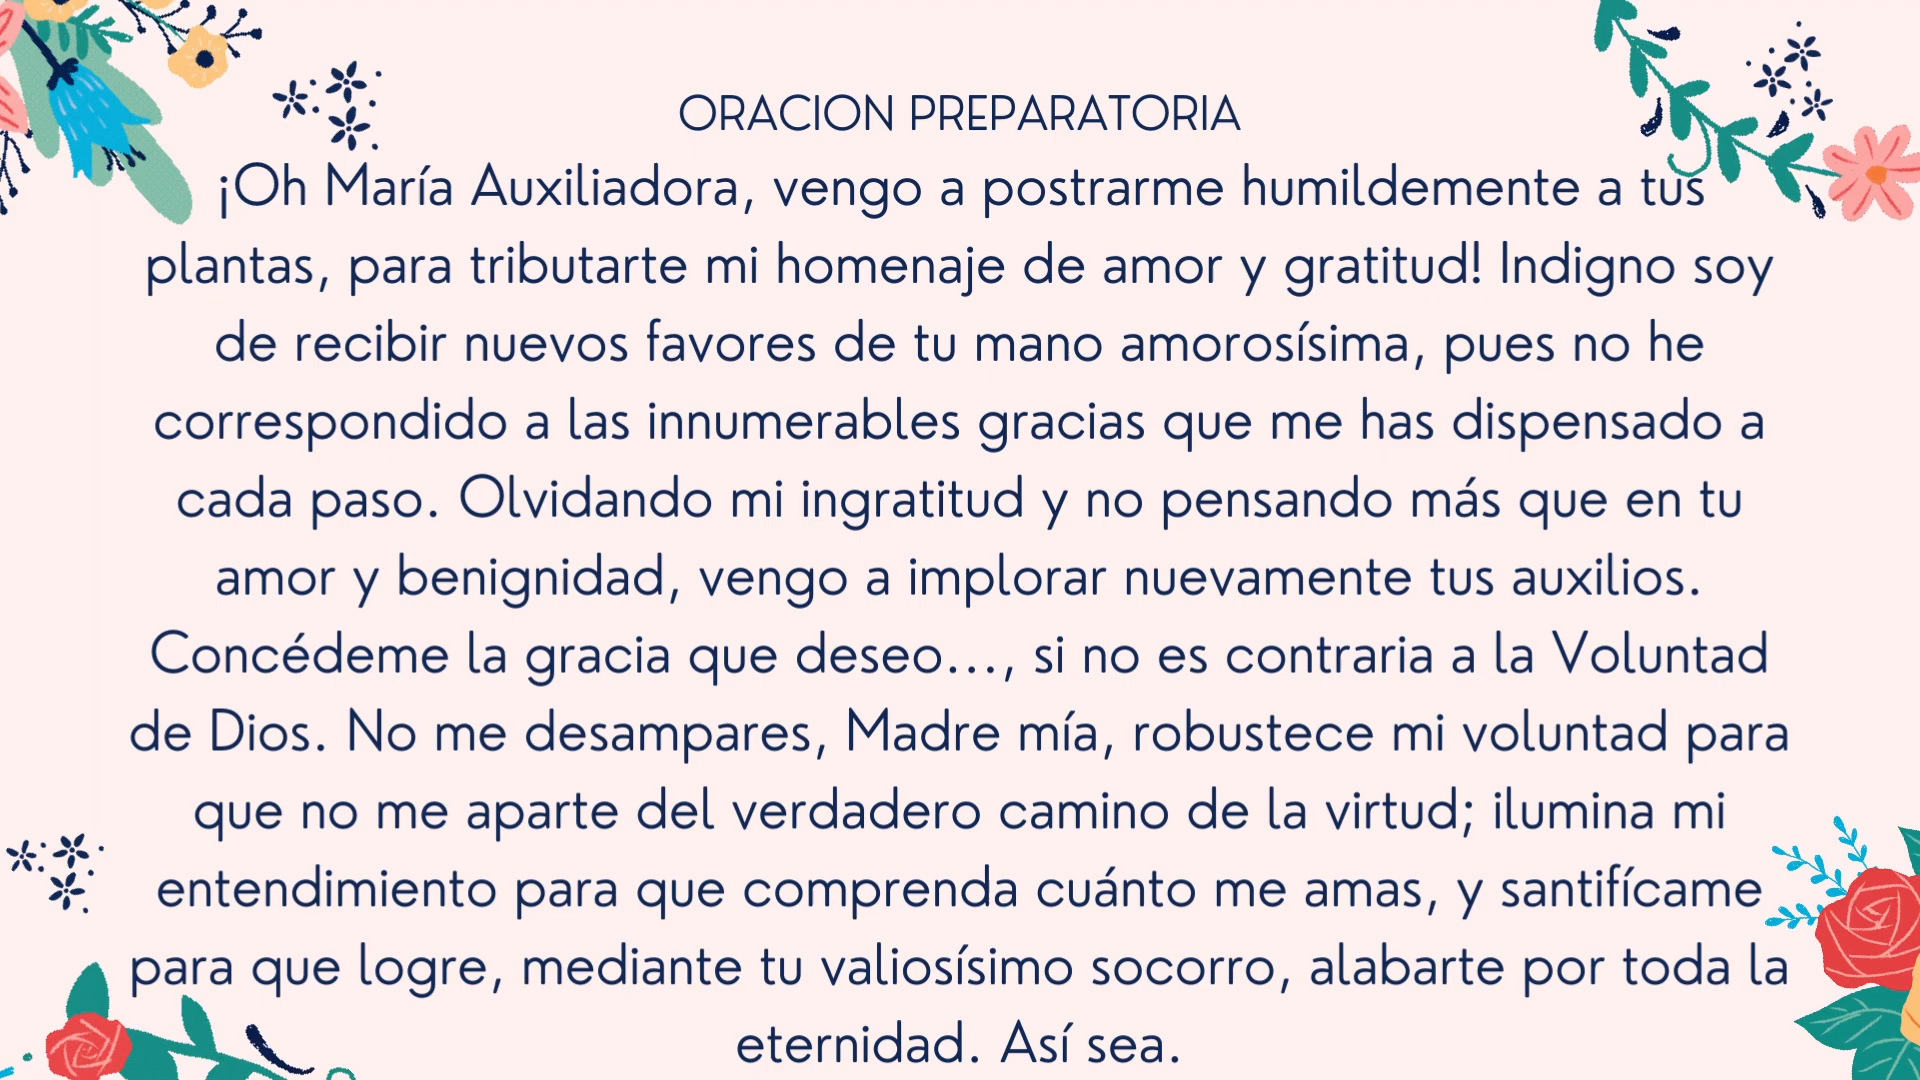 ORACION PREPARATORIA
¡Oh María Auxiliadora, vengo a postrarme humildemente a tus
plantas, para tributarte mi homenaje de amor y gratitud! Indigno soy
de recibir nuevos favores de tu mano amorosísima, pues no he
correspondido a las innumerables gracias que me has dispensado a
cada paso. Olvidando mi ingratitud y no pensando más que en tu
amor y benignidad, vengo a implorar nuevamente tus auxilios.
Concédeme la gracia que deseo..., si no es contraria a la Voluntad
de Dios. No me desampares, Madre mía, robustece mi voluntad para
que no me aparte del verdadero camino de la virtud; ilumina mi
entendimiento para que comprenda cuánto me amas, y santifícame
para que logre, mediante tu valiosísimo socorro, alabarte por toda la
eternidad. Así sea.